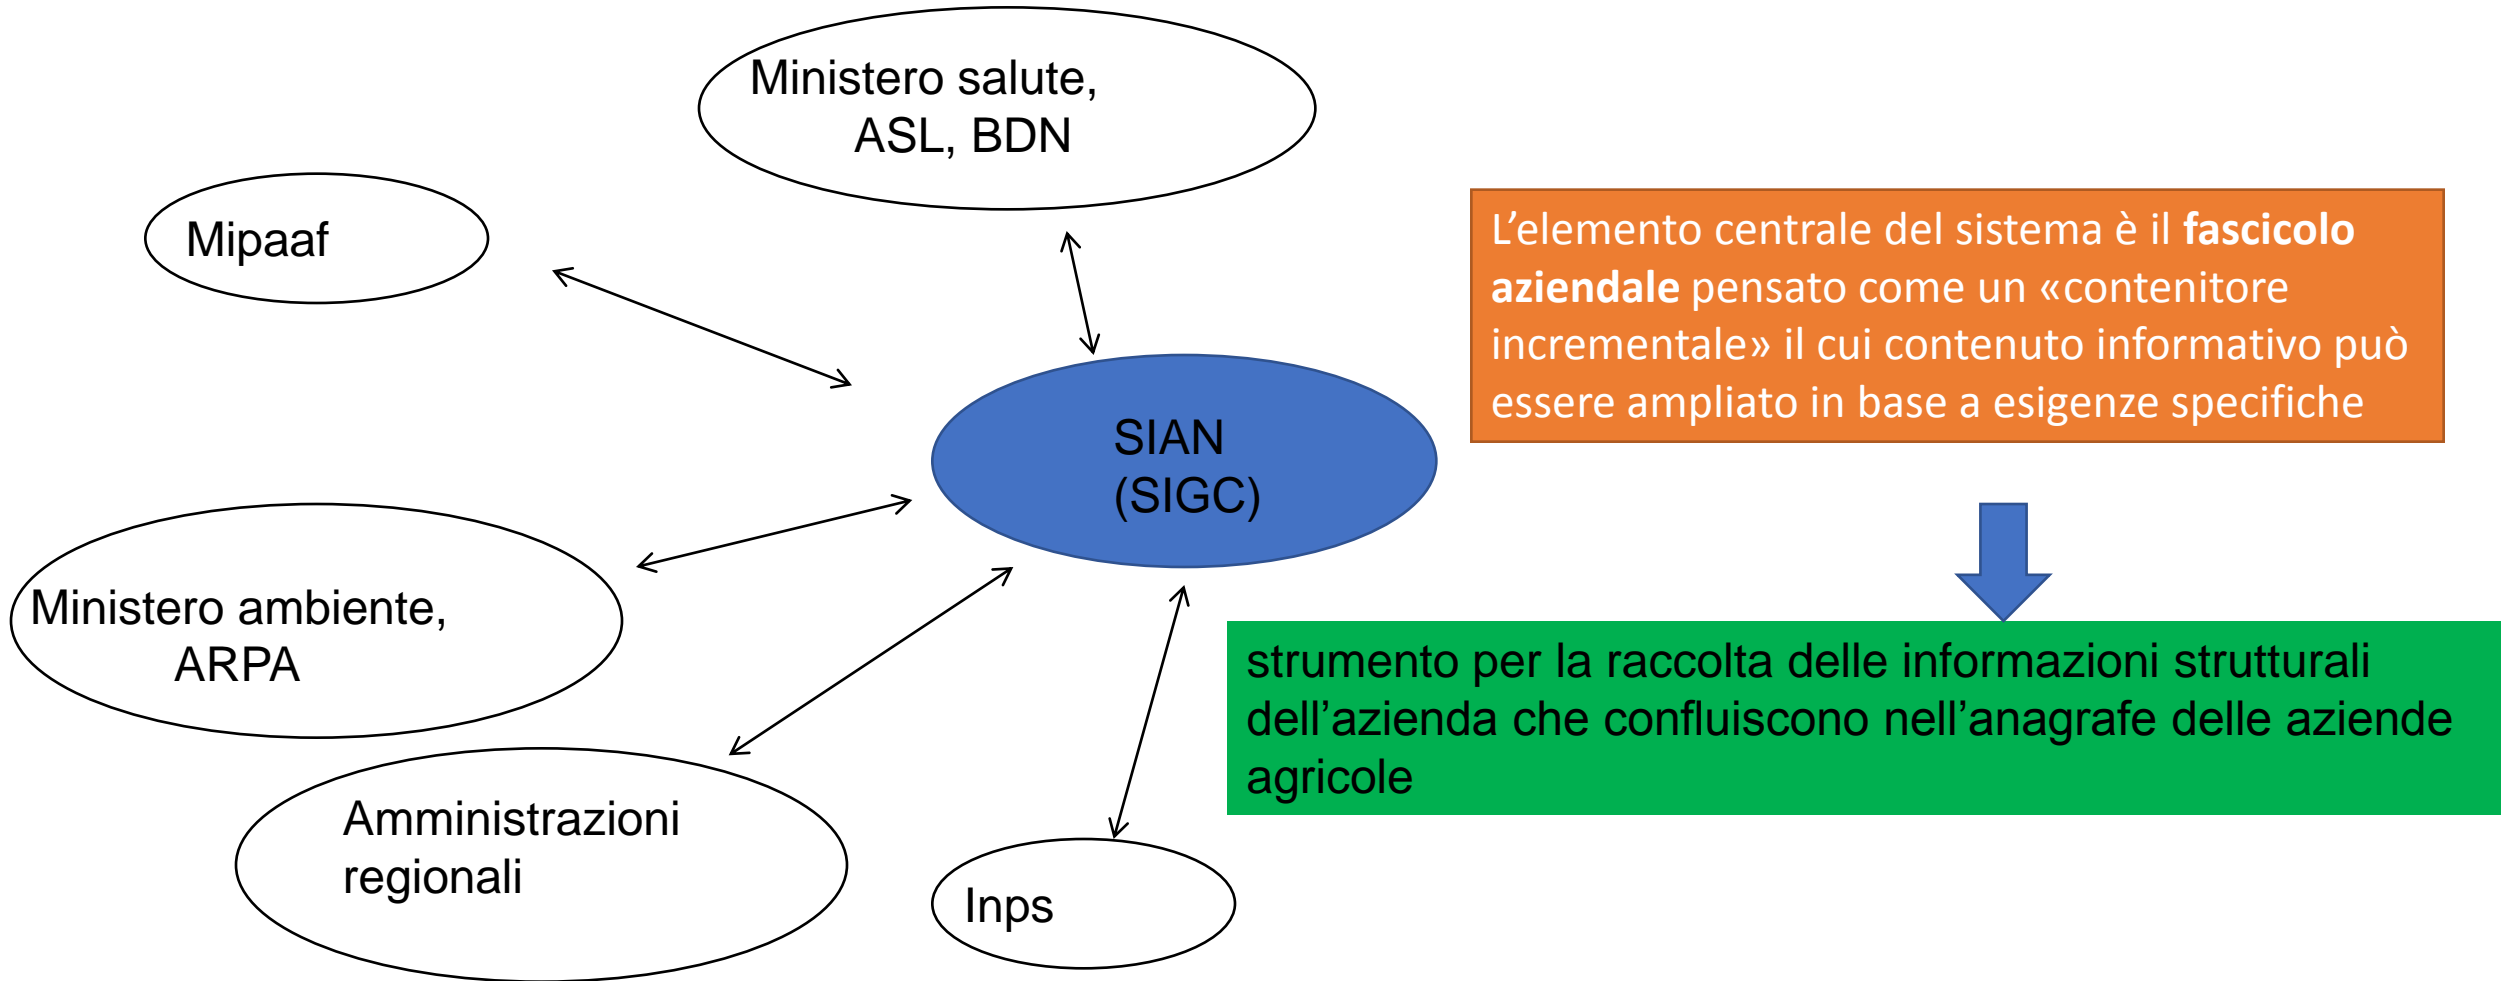 Ministero salute,
ASL, BDN
Mipaaf
L’elemento centrale del sistema è il fascicolo
aziendale pensato come un «contenitore
incrementale» il cui contenuto informativo può
essere ampliato in base a esigenze specifiche
SIAN
(SIGC)
Ministero ambiente,
ARPA
strumento per la raccolta delle informazioni strutturali
dell’azienda che confluiscono nell’anagrafe delle aziende
agricole
Amministrazioni
regionali
Inps